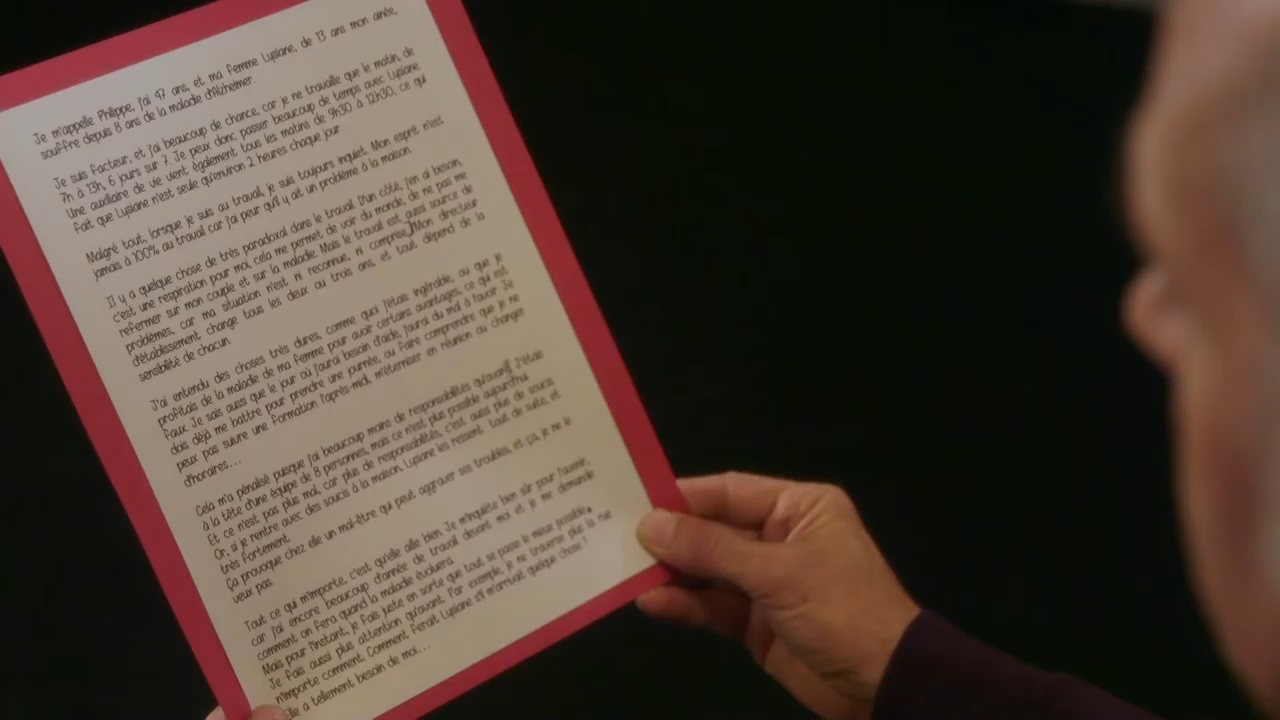 Je m'appelle Philippe, j'ai 47 ans, et ma femme Lysiane, de 13 ans mon ainée,
souffre depuis 8 ans de la maladie d'Alzheimer.
Je suis facteur, et j'ai beaucoup de chance, car je ne travaille que le matin, de
7h à 13h, 6 jours sur 7. Je peux donc passer beaucoup de temps avec Lysiane.
Une auxiliaire de vie vient également tous les matins de 9h30 à 12h30, ce qui
fait que Lysiane n'est seule qu'environ 2 heures chaque jour.
Malgré tout, lorsque je suis au travail, je suis toujours inquiet. Mon esprit n'est
jamais à 100% au travail car j'ai peur qu'il y ait un problème à la maison.
Il y a quelque chose de très paradoxal dans le travail. D'un côté, j'en ai besoin,
c'est une respiration pour moi, cela me permet de voir du monde, de ne pas me
refermer sur mon couple et sur la maladie. Mais le travail est aussi source de
problèmes, car ma situation n'est ni reconnue, ni comprise. Mon directeur
d'établissement change tous les deux ou trois ans, et tout dépend de la
sensibilité de chacun.
J'ai entendu des choses très dures, comme quoi j'étais ingérable, ou que je
profitais de la maladie de ma femme pour avoir certains avantages, ce qui est
faux. Je sais aussi que le jour où j'aurai besoin d'aide, j'aurai du mal à l'avoir. Je
dois déjà me battre pour prendre une journée, ou faire comprendre que je ne
peux pas suivre une formation l'après-midi, m'éterniser en réunion ou changer
d'horaires...
Cela m'a pénalisé puisque j'ai beaucoup moins de responsabilités qu'avant. J'étais
à la tête d'une équipe de 8 personnes, mais ce n'est plus possible aujourd'hui.
Et ce n'est pas plus mal, car plus de responsabilités, c'est aussi plus de soucis.
Or, si je rentre avec des soucis à la maison, Lysiane les ressent tout de suite, et
très fortement.
Ça provoque chez elle un mal-être qui peut aggraver ses troubles, et ça, je ne le
veux pas.
Tout ce qui m'importe, c'est qu'elle aille bien. Je m'inquiète bien sûr pour l'avenir,
car j'ai encore beaucoup d'année de travail devant moi et je me demande
comment on fera quand la maladie évoluera.
Mais pour l'instant, je fais juste en sorte que tout se passe le mieux possible.
Je fais aussi plus attention qu'avant. Par exemple, je ne traverse plus la rue
n'importe comment. Comment ferait Lysiane s'il m'arrivait quelque chose ?
Elle a tellement besoin de moi...